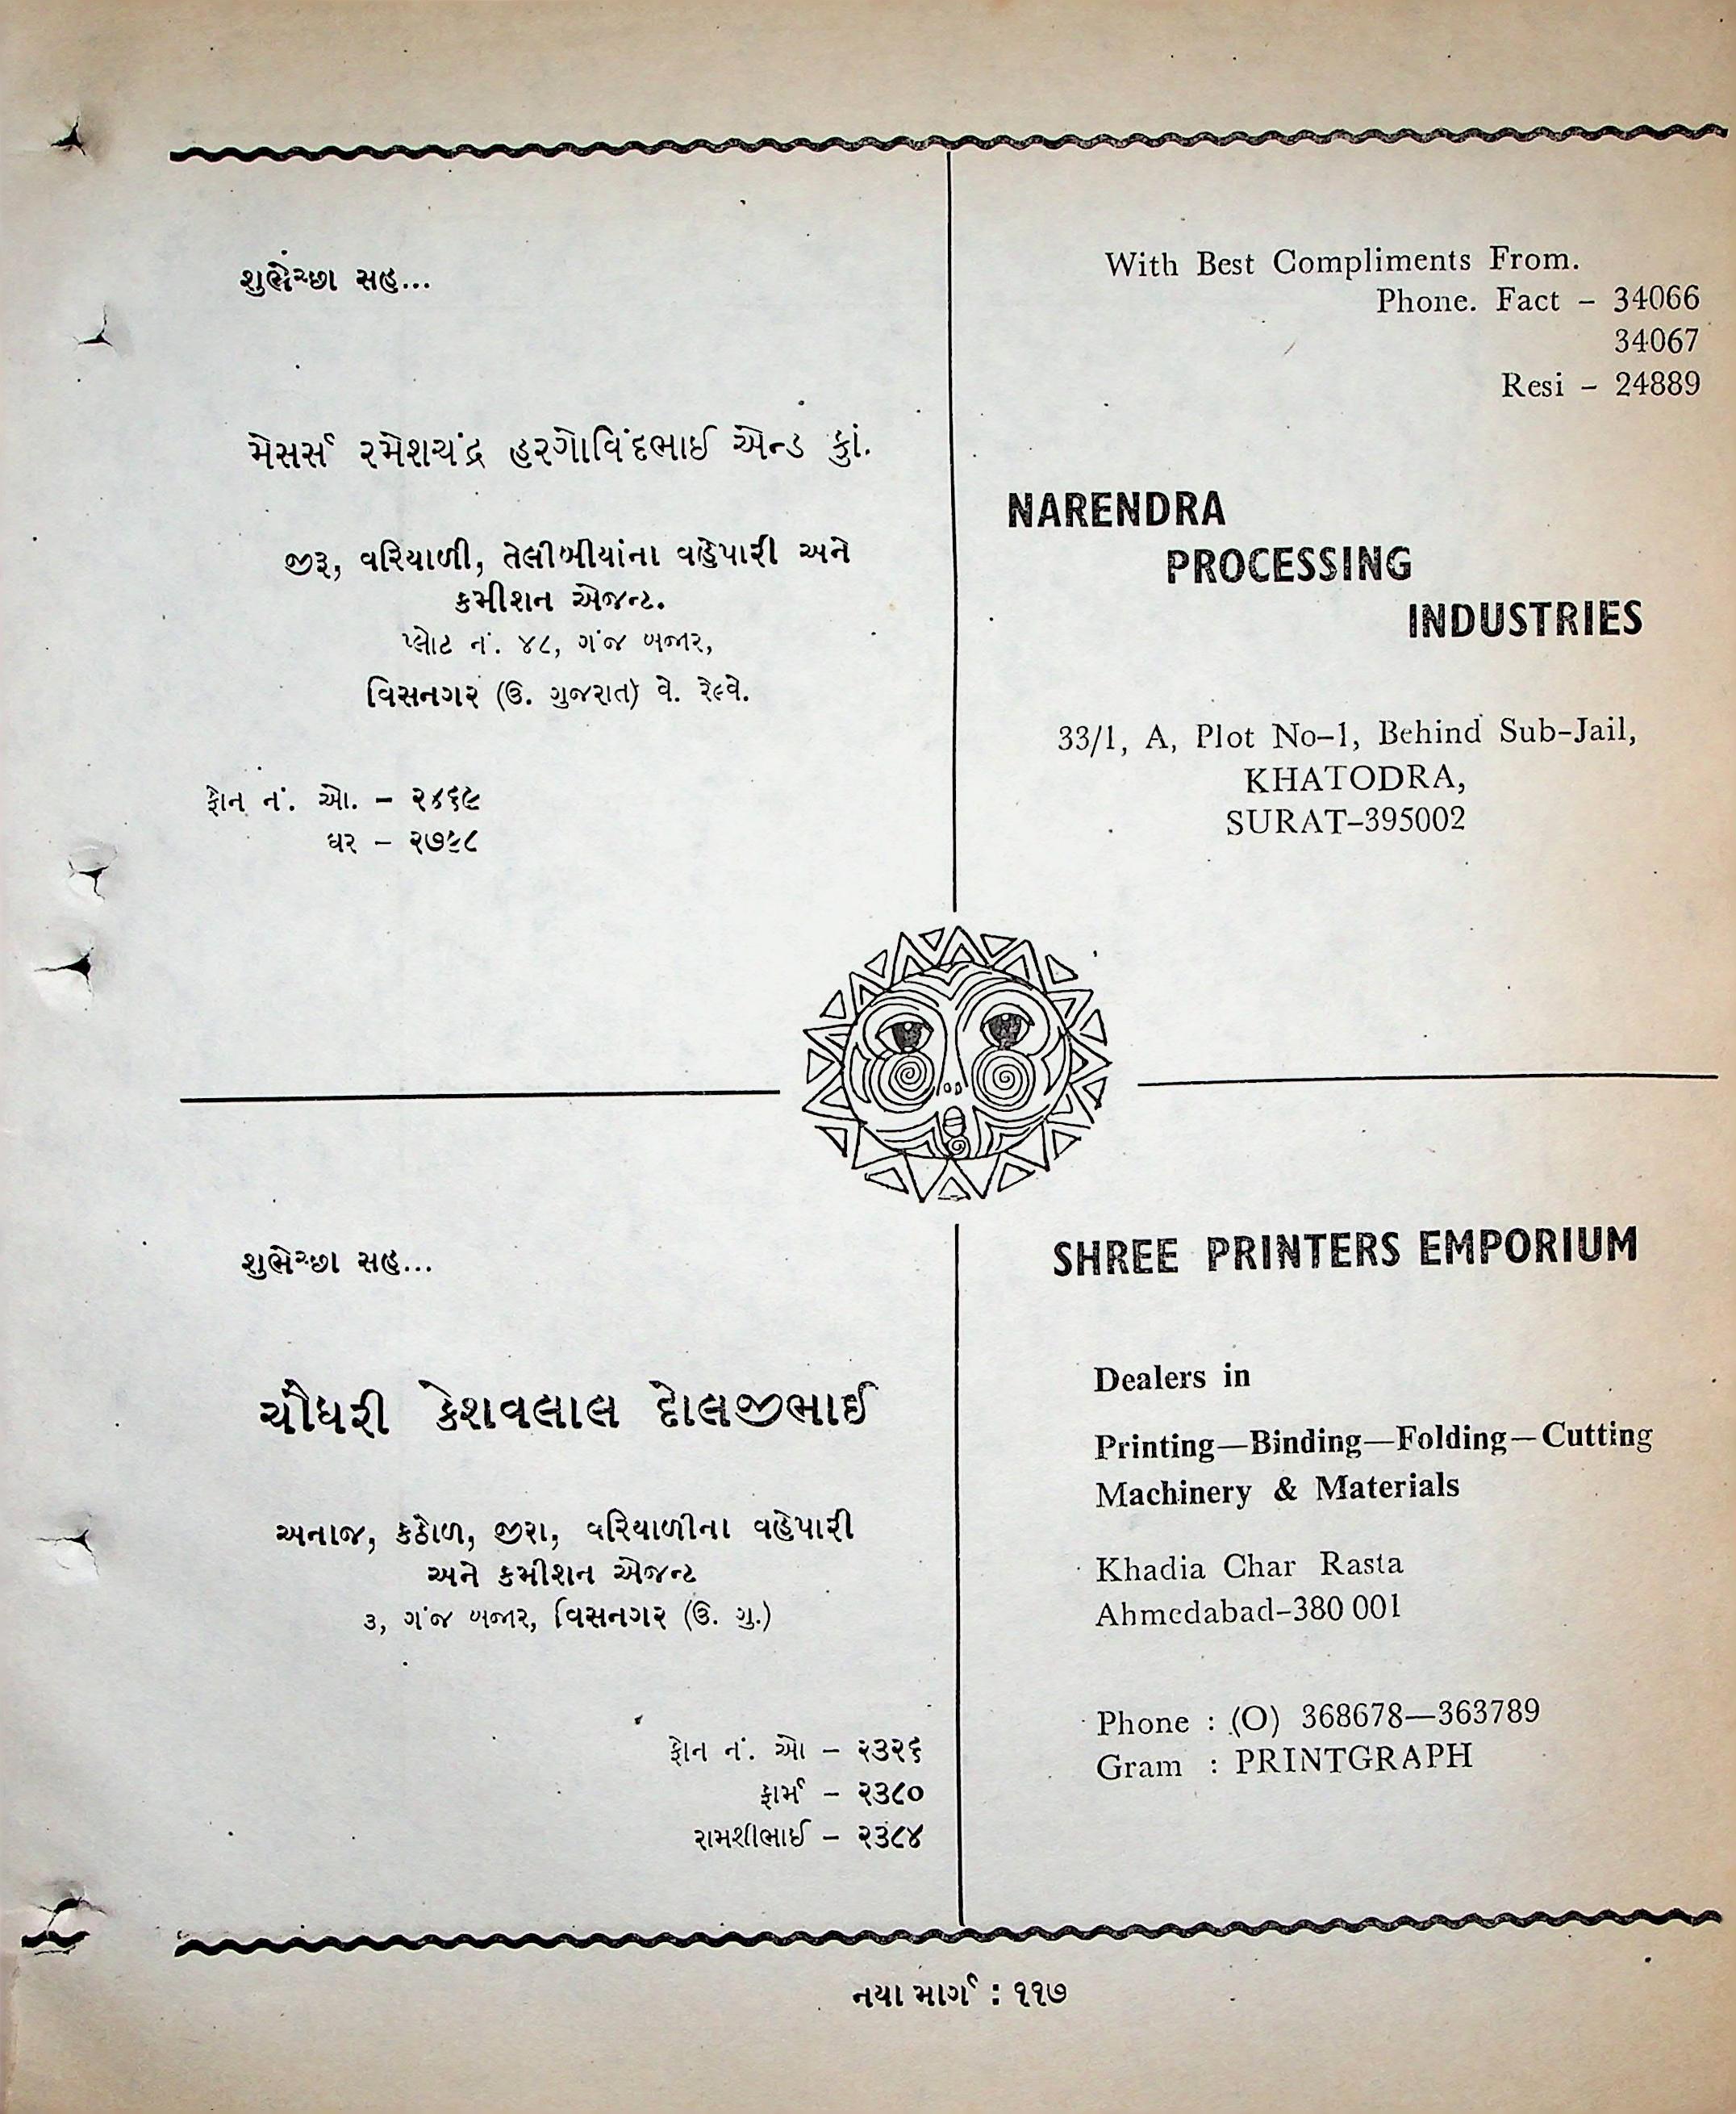 શુભેચ્છા સહ...
મેસર્સ રમેશચંદ્ર હરગોવિંદભાઈ એન્ડ કું.
જીરૂ, વરિયાળી, તેલીબીયાંના વહેપારી અને
કમીશન એજન્ટ.
પ્લોટ નં. ૪૮, ગંજ બજાર,
વિસનગર (ઉ. ગુજરાત) વે. રેલ્વે.
ફોન નં. ઓ. – ૨૪૬૯
ઘર – ૨૭૯૮
With Best Compliments From.
Phone. Fact – 34066
34067
Resi – 24889
NARENDRA
PROCESSING
INDUSTRIES
33/1, A, Plot No–1, Behind Sub-Jail,
KHATODRA,
SURAT–395002
શુભેચ્છા સહ...
ચૌધરી કેશવલાલ દોલજીભાઈ
અનાજ, કઠોળ, જીરા, વરિયાળીના વહેપારી
અને કમીશન એજન્ટ
૩, ગંજ બજાર, વિસનગર (ઉ. ગુ.)
ફોન નં. ઓ – ૨૩૨૬
ફાર્મ – ૨૩૮૦
રામશીભાઈ – ૨૩૮૪
SHREE PRINTERS EMPORIUM
Dealers in
Printing—Binding—Folding—Cutting
Machinery & Materials
Khadia Char Rasta
Ahmedabad–380 001
Phone : (O) 368678—363789
Gram : PRINTGRAPH
નયા માર્ગ : ૧૧૭